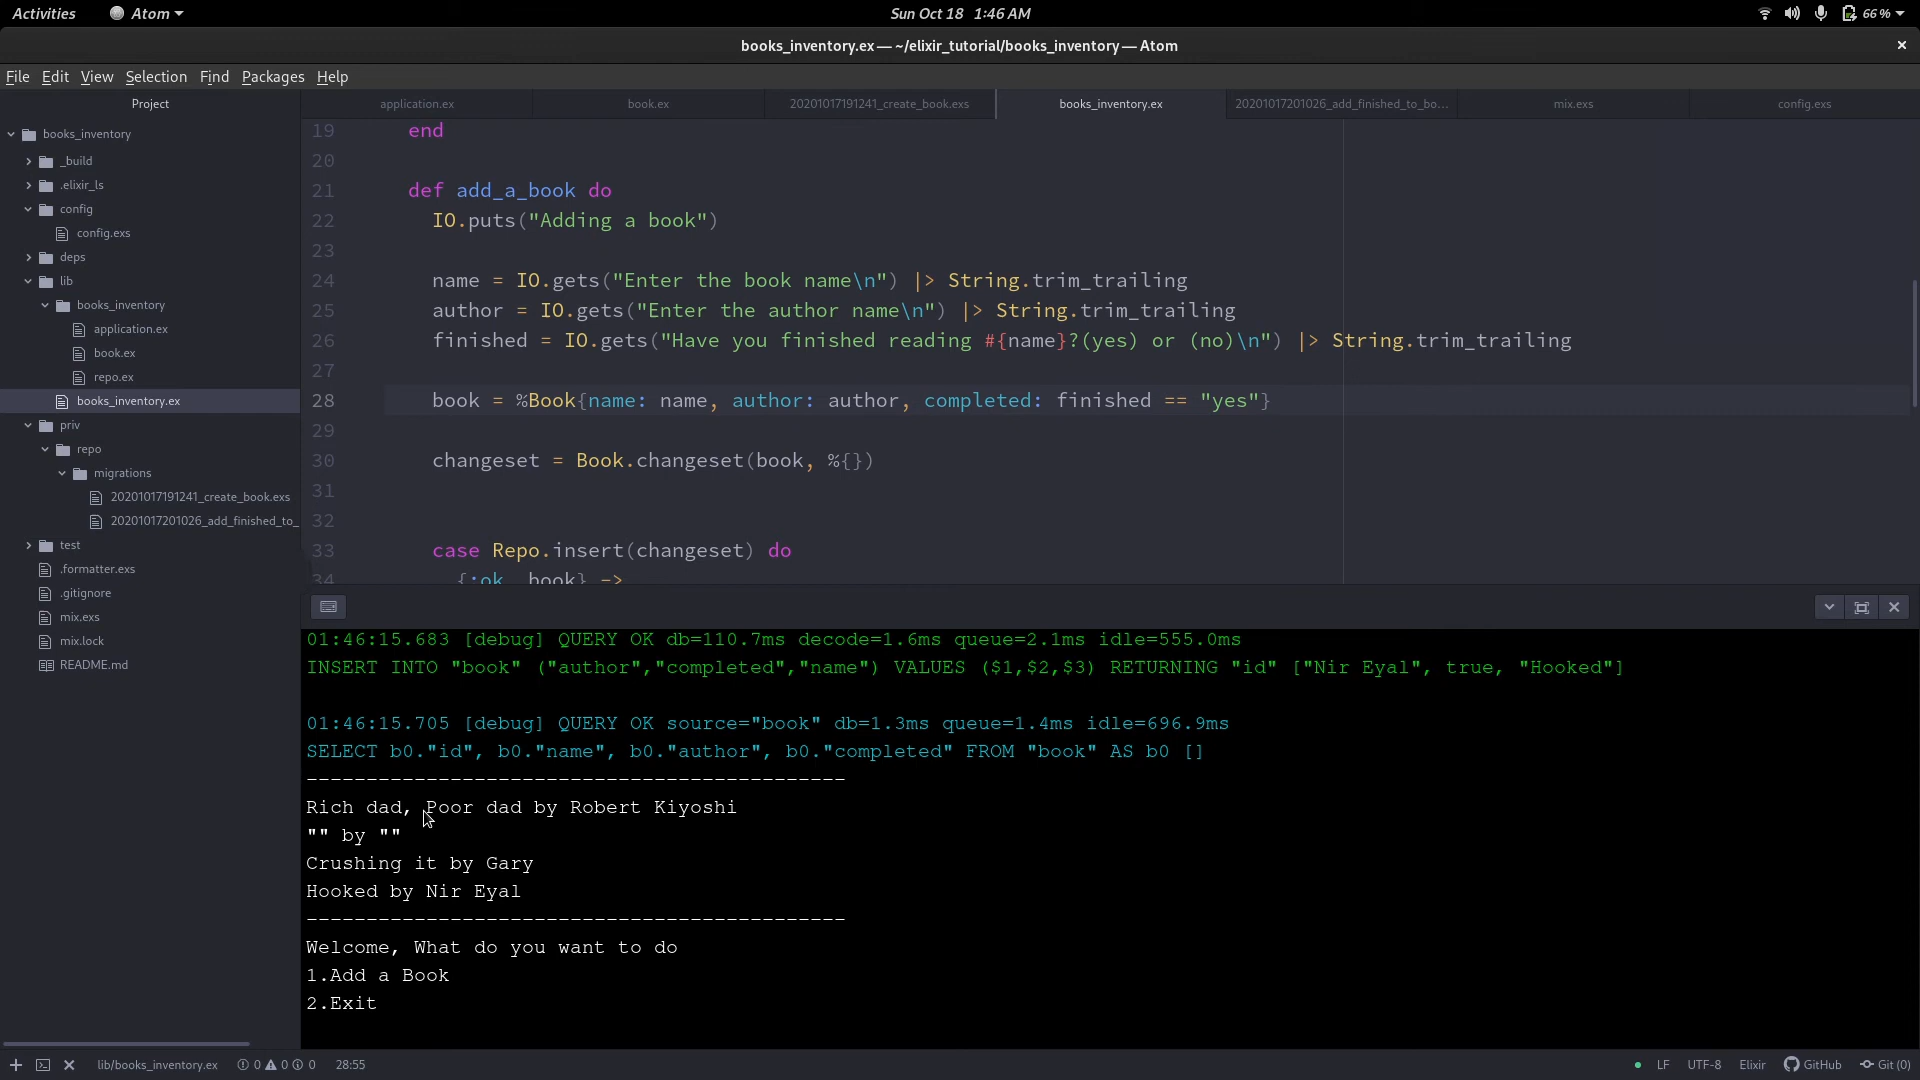 Activities Atom Sun Oct 18 1:46 AM 66 %
books_inventory.ex — ~/elixir_tutorial/books_inventory — Atom
File Edit View Selection Find Packages Help
Project
application.ex book.ex 20201017191241_create_book.exs books_inventory.ex 20201017201026_add_finished_to_bo... mix.exs config.exs
books_inventory
_build
.elixir_ls
config
config.exs
deps
lib
books_inventory
application.ex
book.ex
repo.ex
books_inventory.ex
priv
repo
migrations
20201017191241_create_book.exs
20201017201026_add_finished_to_
test
.formatter.exs
.gitignore
mix.exs
mix.lock
README.md
19 end
20
21 def add_a_book do
22 IO.puts("Adding a book")
23
24 name = IO.gets("Enter the book name\n") |> String.trim_trailing
25 author = IO.gets("Enter the author name\n") |> String.trim_trailing
26 finished = IO.gets("Have you finished reading #{name}?(yes) or (no)\n") |> String.trim_trailing
27
28 book = %Book{name: name, author: author, completed: finished == "yes"}
29
30 changeset = Book.changeset(book, %{})
31
32
33 case Repo.insert(changeset) do
34 {:ok, book} ->
01:46:15.683 [debug] QUERY OK db=110.7ms decode=1.6ms queue=2.1ms idle=555.0ms
INSERT INTO "book" ("author","completed","name") VALUES ($1,$2,$3) RETURNING "id" ["Nir Eyal", true, "Hooked"]
01:46:15.705 [debug] QUERY OK source="book" db=1.3ms queue=1.4ms idle=696.9ms
SELECT b0."id", b0."name", b0."author", b0."completed" FROM "book" AS b0 []
---------------------------------------------
Rich dad, Poor dad by Robert Kiyoshi
"" by ""
Crushing it by Gary
Hooked by Nir Eyal
---------------------------------------------
Welcome, What do you want to do
1.Add a Book
2.Exit
lib/books_inventory.ex 0 0 0 28:55 LF UTF-8 Elixir GitHub Git (0)